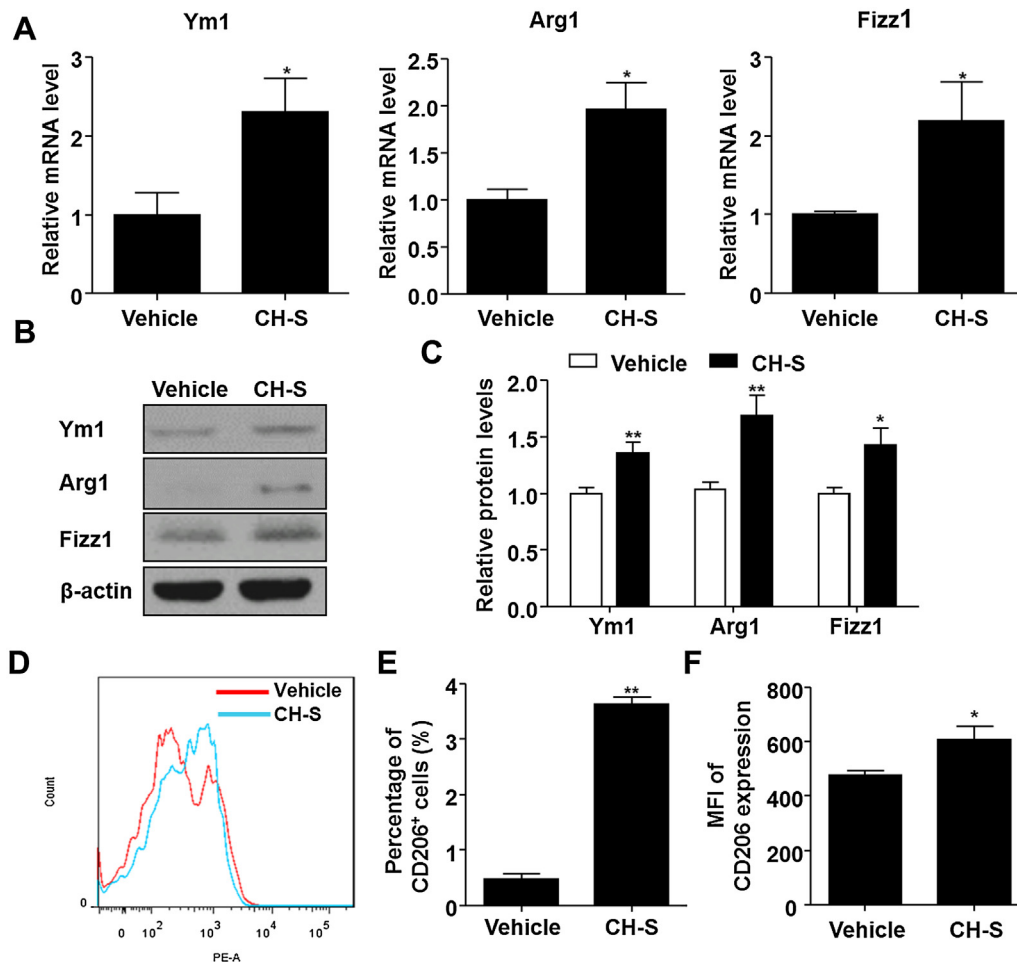 A
Ym1
Relative mRNA level
3
2
1
0
*
Vehicle
CH-S
Arg1
Relative mRNA level
2.5
2.0
1.5
1.0
0.5
0.0
*
Vehicle
CH-S
Fizz1
Relative mRNA level
3
2
1
0
*
Vehicle
CH-S
B
Vehicle CH-S
Ym1
Arg1
Fizz1
β-actin
C
Vehicle CH-S
Relative protein levels
2.0
1.5
1.0
0.5
0.0
** ** *
Ym1 Arg1 Fizz1
D
Vehicle
CH-S
Count
0
0 10² 10³ 10⁴ 10⁵
PE-A
E
Percentage of
CD206⁺ cells (%)
4
3
2
1
0
**
Vehicle CH-S
F
MFI of
CD206 expression
800
600
400
200
0
*
Vehicle CH-S